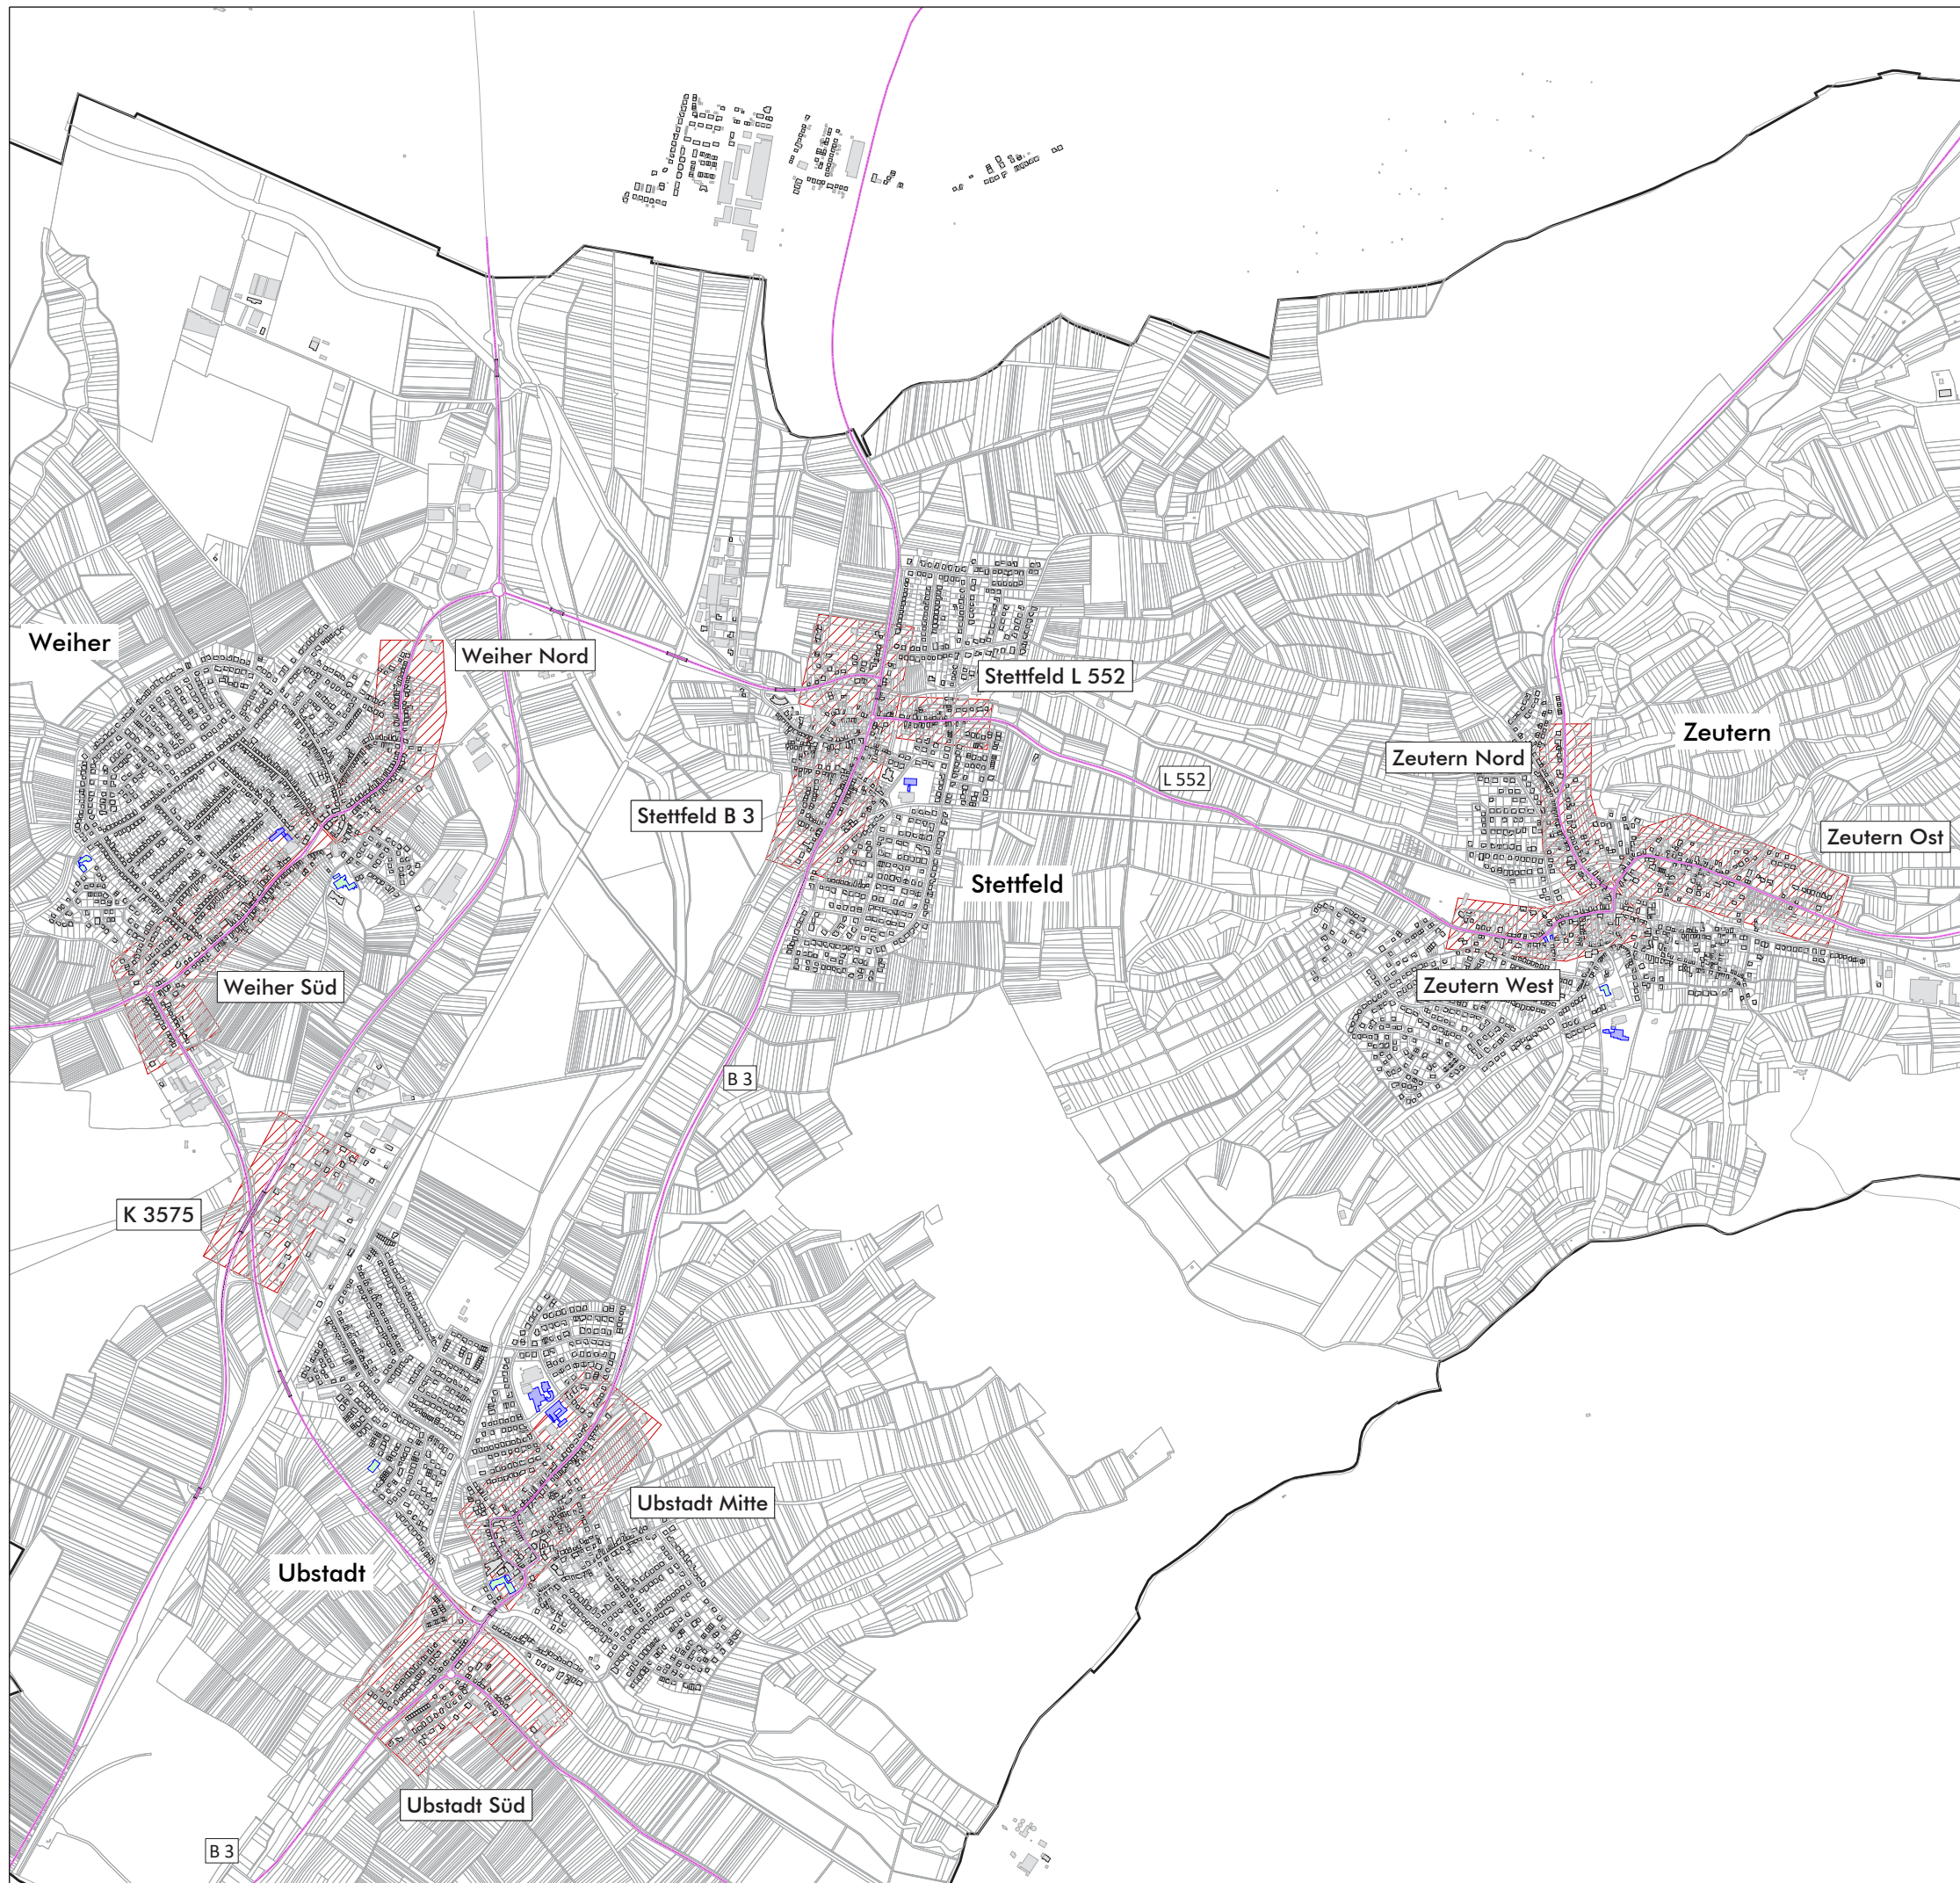 Weiher
Weiher Nord
Stettfeld L 552
Zeutern
Zeutern Nord
L 552
Stettfeld B 3
Zeutern Ost
Stettfeld
Weiher Süd
Zeutern West
B 3
K 3575
Ubstadt Mitte
Ubstadt
Ubstadt Süd
B 3